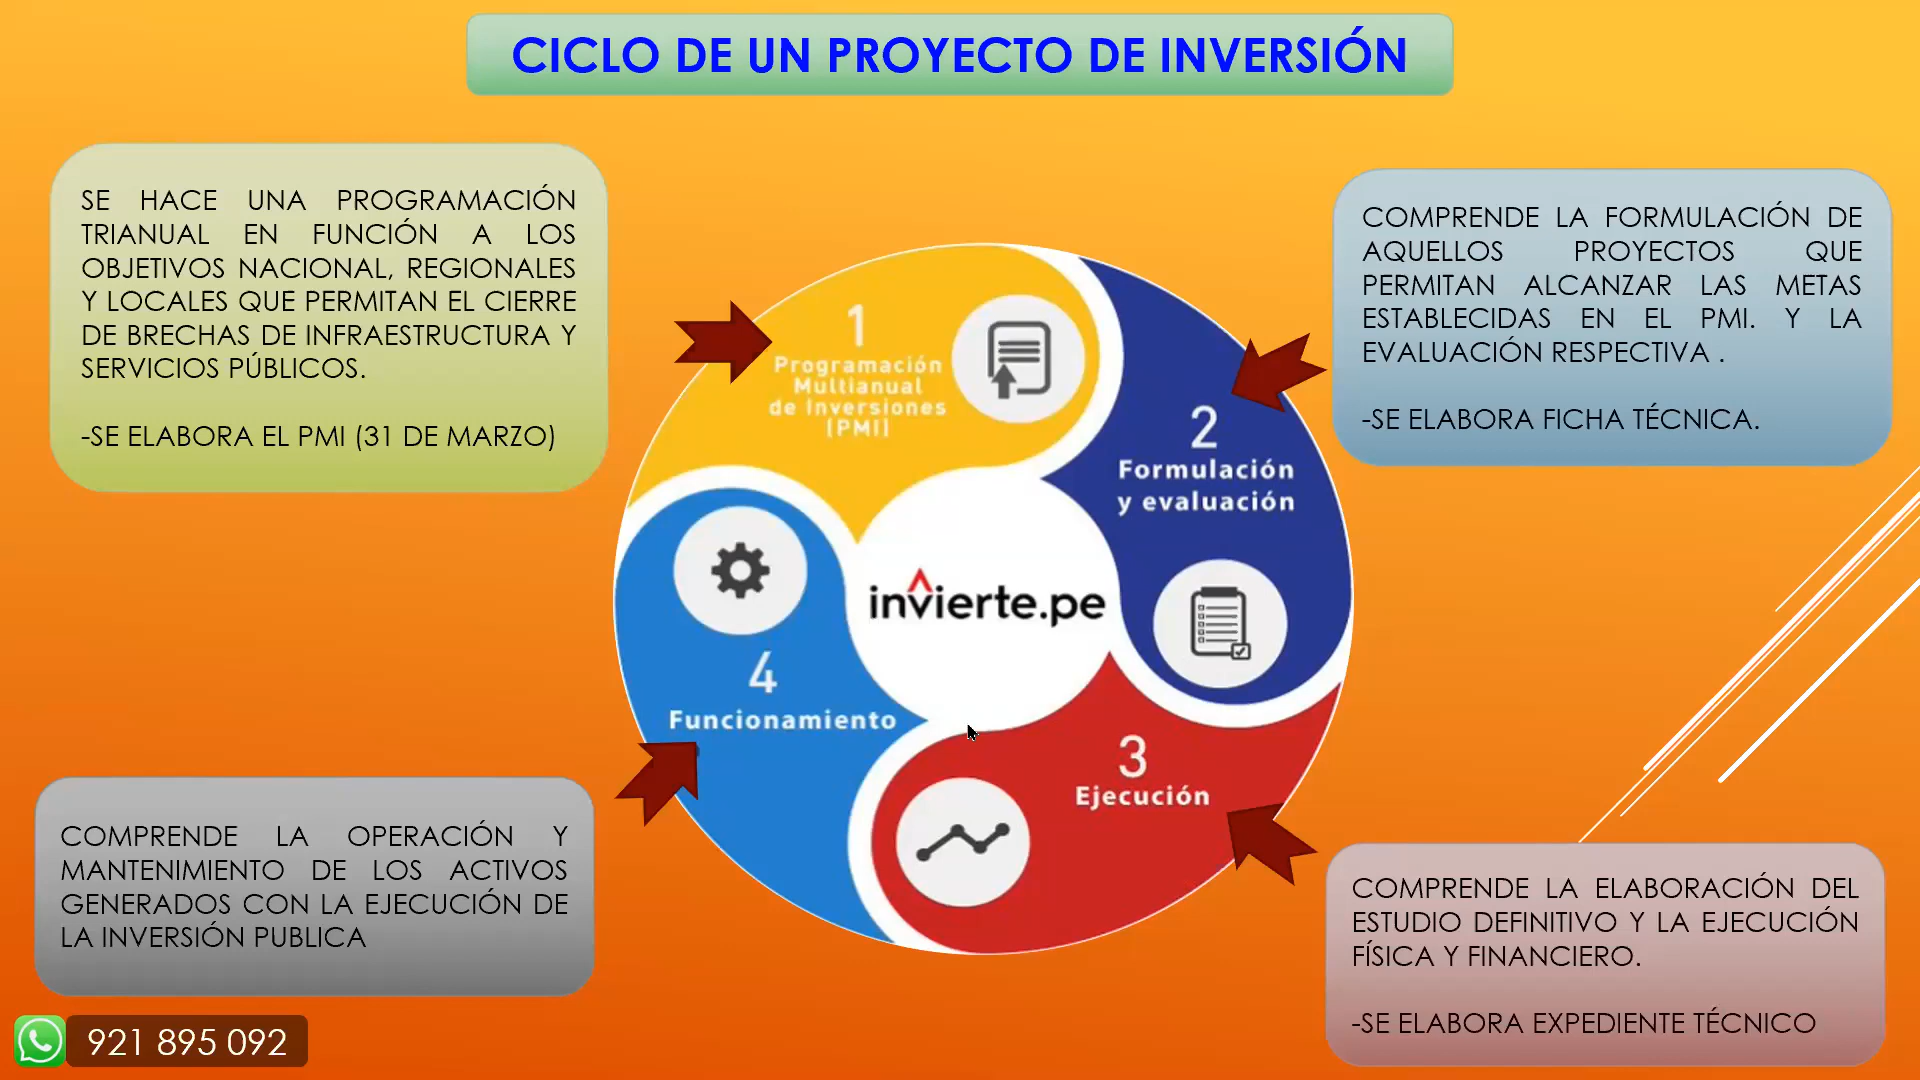 CICLO DE UN PROYECTO DE INVERSIÓN
SE HACE UNA PROGRAMACIÓN
TRIANUAL EN FUNCIÓN A LOS
OBJETIVOS NACIONAL, REGIONALES
Y LOCALES QUE PERMITAN EL CIERRE
DE BRECHAS DE INFRAESTRUCTURA Y
SERVICIOS PÚBLICOS.
-SE ELABORA EL PMI (31 DE MARZO)
COMPRENDE LA FORMULACIÓN DE
AQUELLOS PROYECTOS QUE
PERMITAN ALCANZAR LAS METAS
ESTABLECIDAS EN EL PMI. Y LA
EVALUACIÓN RESPECTIVA .
-SE ELABORA FICHA TÉCNICA.
1
Programación
Multianual
de Inversiones
(PMI)
2
Formulación
y evaluación
invierte.pe
4
Funcionamiento
3
Ejecución
COMPRENDE LA OPERACIÓN Y
MANTENIMIENTO DE LOS ACTIVOS
GENERADOS CON LA EJECUCIÓN DE
LA INVERSIÓN PUBLICA
COMPRENDE LA ELABORACIÓN DEL
ESTUDIO DEFINITIVO Y LA EJECUCIÓN
FÍSICA Y FINANCIERO.
-SE ELABORA EXPEDIENTE TÉCNICO
921 895 092